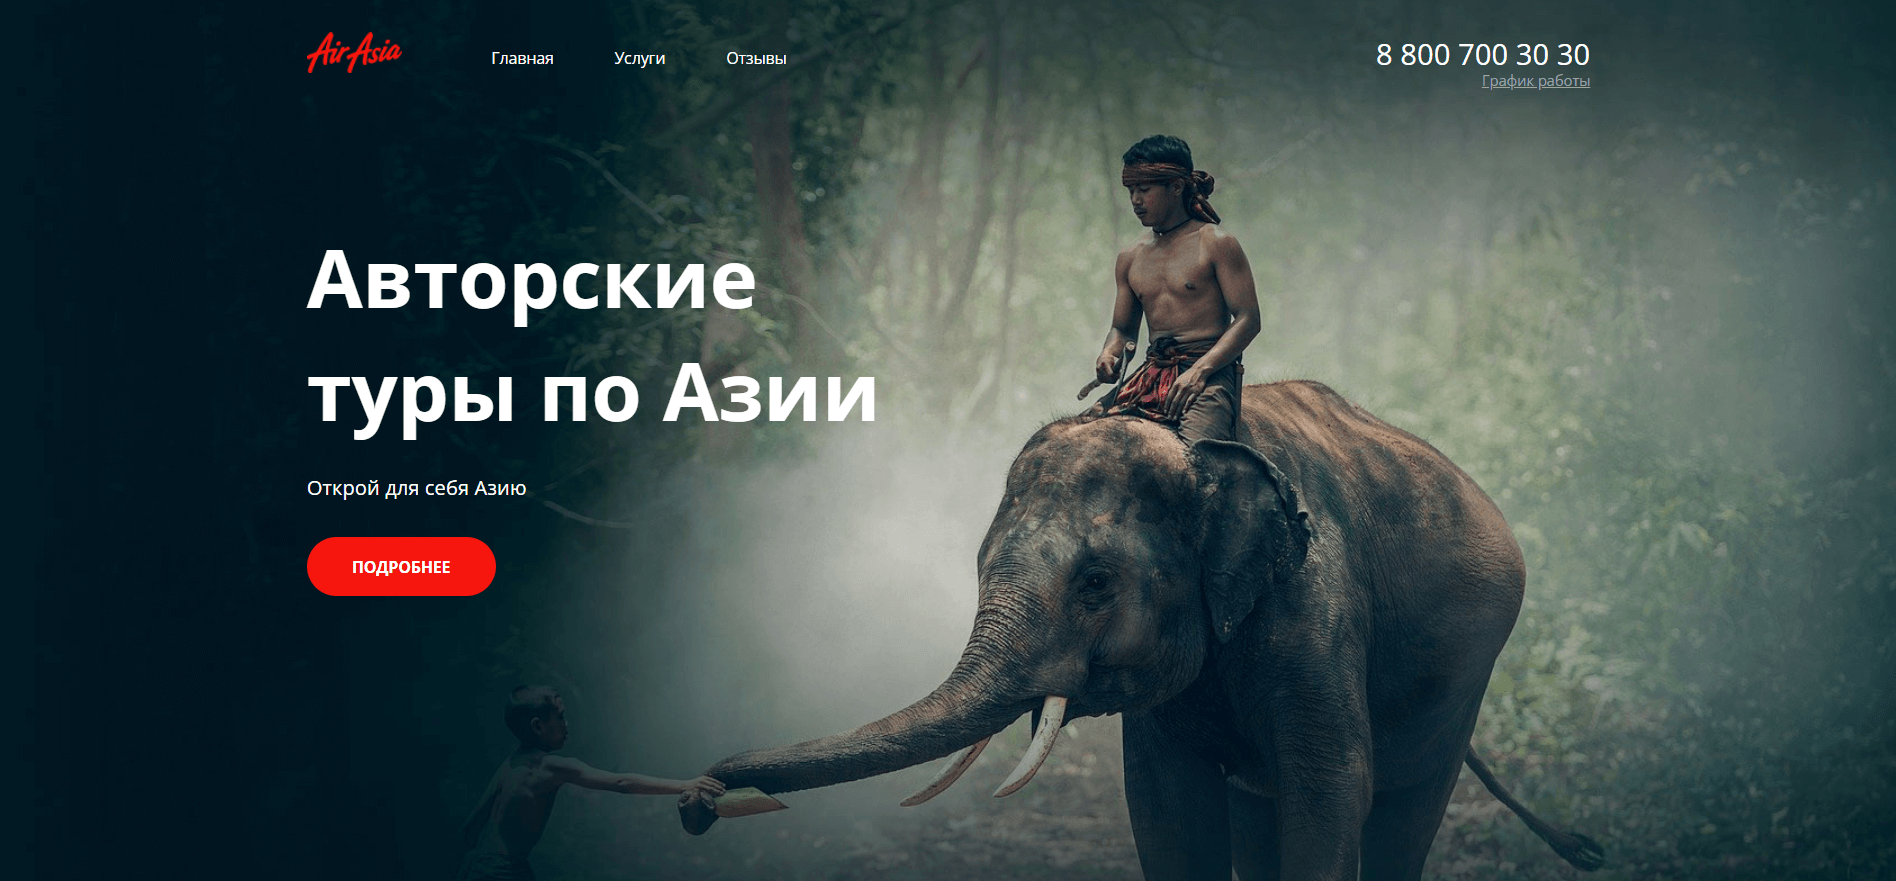 AirAsia
Главная
Услуги
Отзывы
8 800 700 30 30
График работы
Авторские
туры по Азии
Открой для себя Азию
ПОДРОБНЕЕ